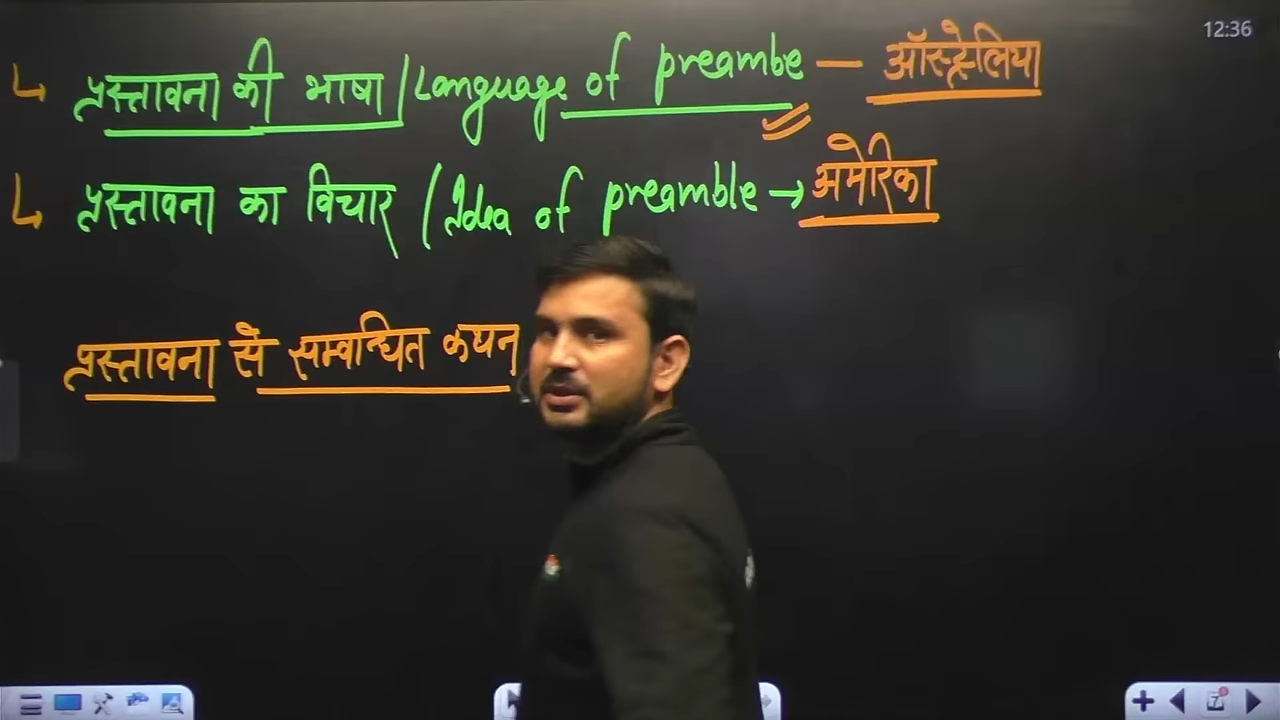 12:36
↳ प्रस्तावना की भाषा / Language of preambe — ऑस्ट्रेलिया
↳ प्रस्तावना का विचार / Idea of preamble → अमेरिका
प्रस्तावना से सम्बन्धित कथन